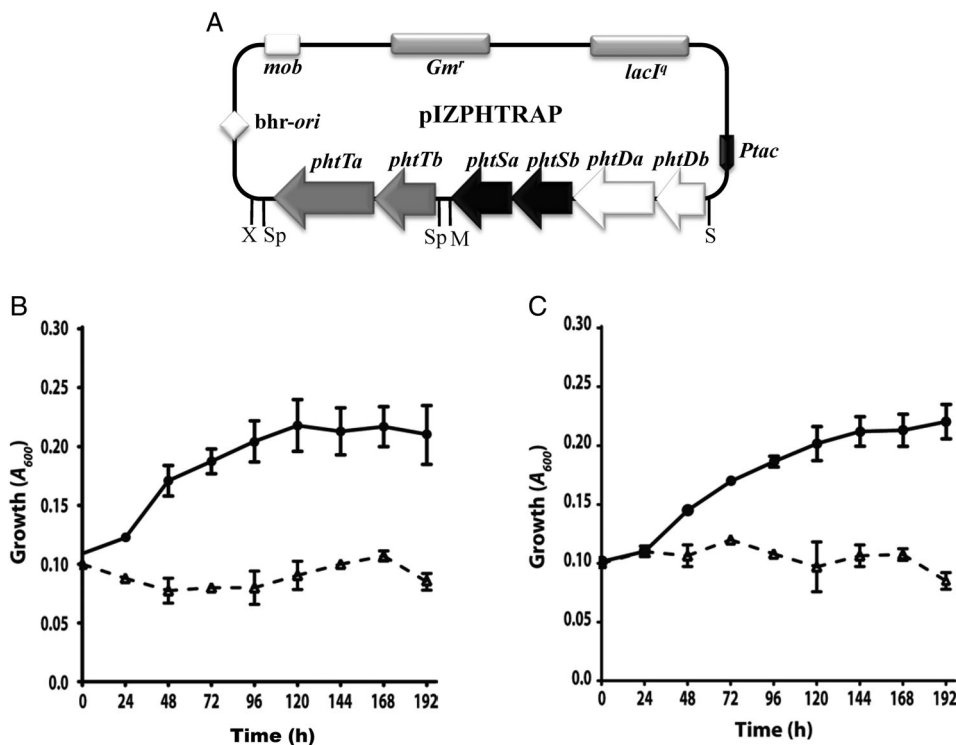 A
mob
Gmʳ
lacI^q
bhr-ori
pIZPHTRAP
Ptac
phtTa phtTb phtSa phtSb phtDa phtDb
X Sp Sp M S
B
Growth (A600)
0.30
0.25
0.20
0.15
0.10
0.05
0.0
0 24 48 72 96 120 144 168 192
Time (h)
C
Growth (A600)
0.30
0.25
0.20
0.15
0.10
0.05
0.0
0 24 48 72 96 120 144 168 192
Time (h)